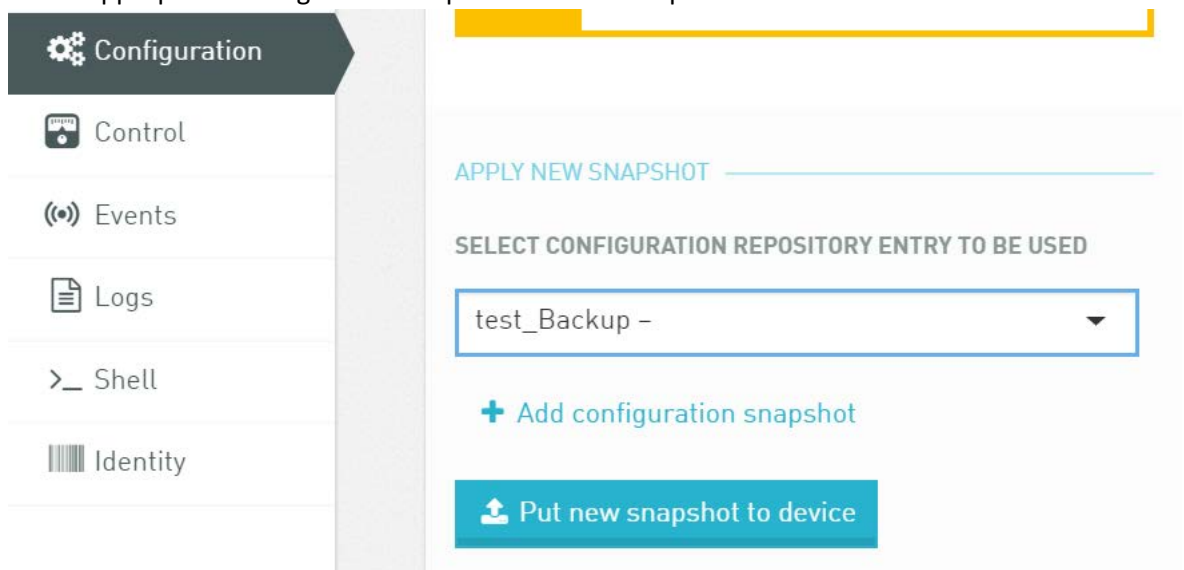 Configuration
Control
Events
Logs
>_ Shell
Identity
APPLY NEW SNAPSHOT
SELECT CONFIGURATION REPOSITORY ENTRY TO BE USED
test_Backup –
+ Add configuration snapshot
Put new snapshot to device